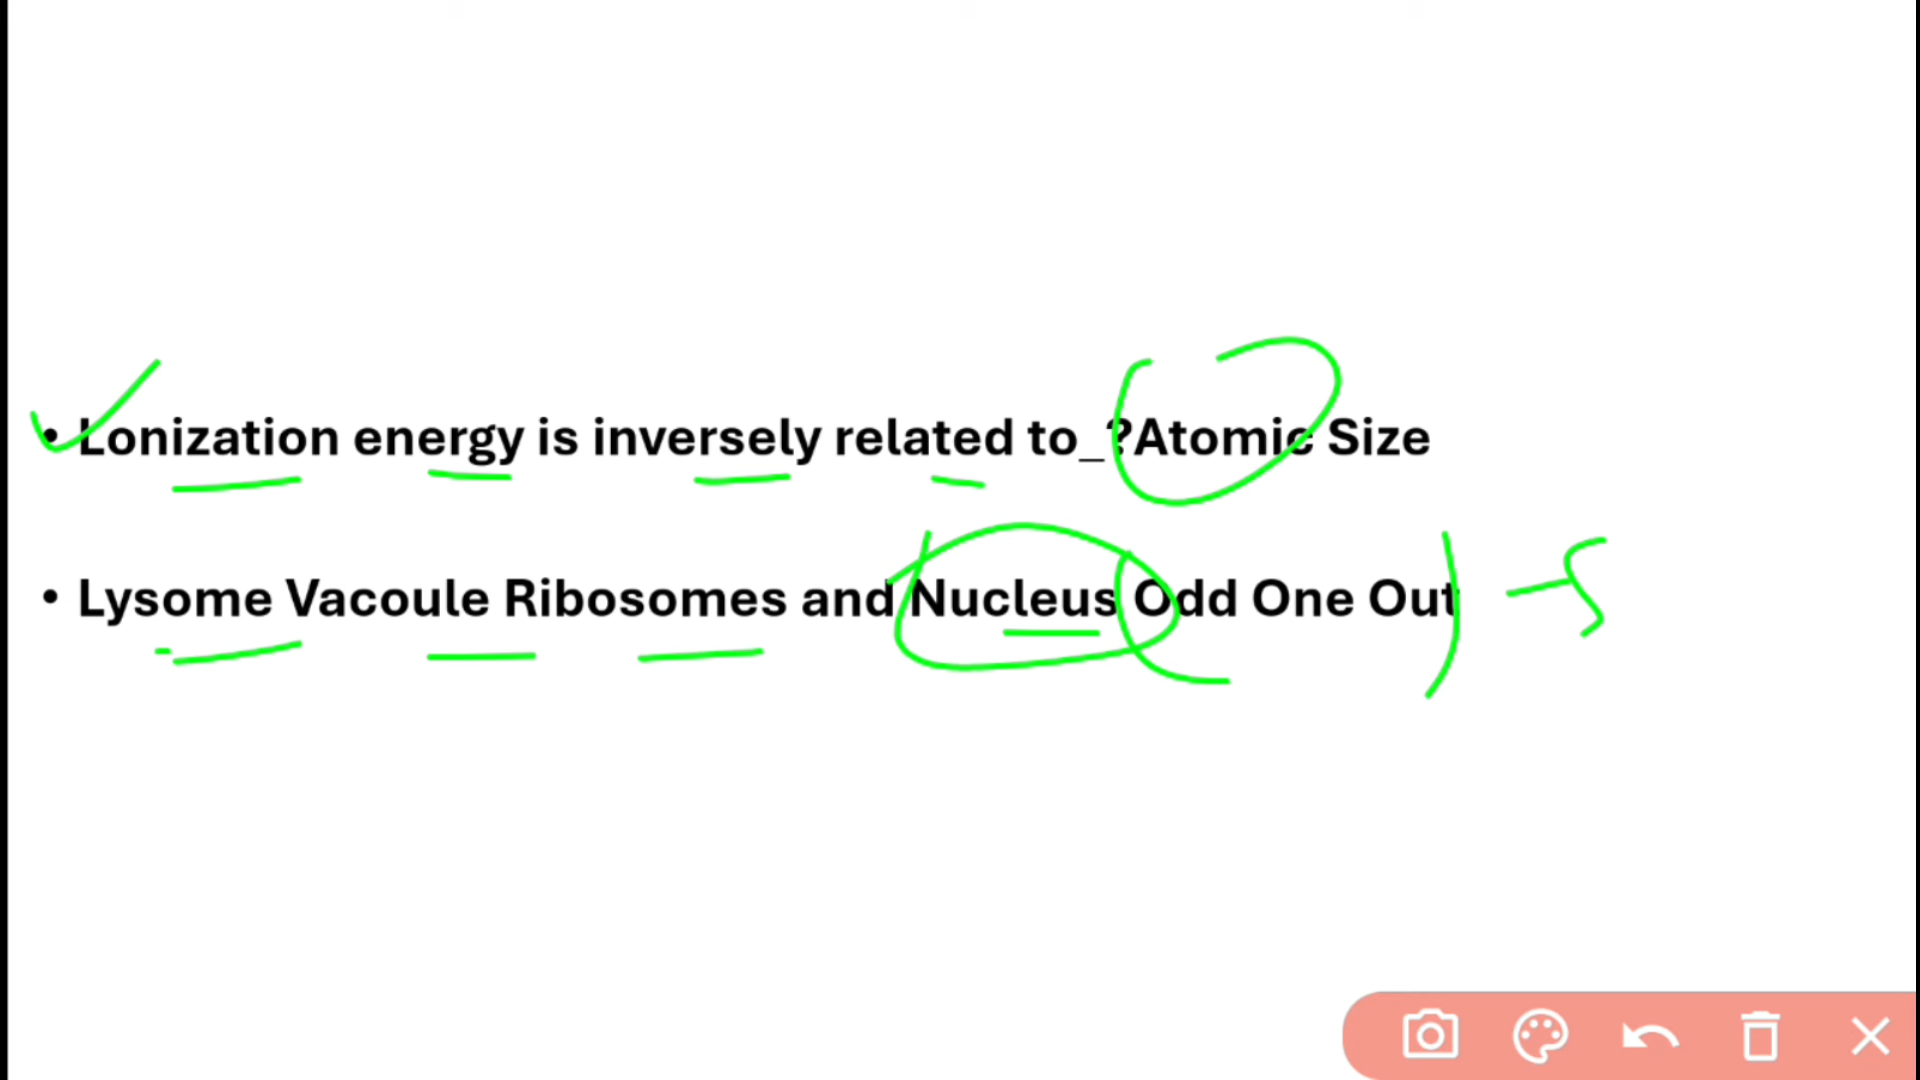 • Lonization energy is inversely related to_?Atomic Size
• Lysome Vacoule Ribosomes and Nucleus Odd One Out